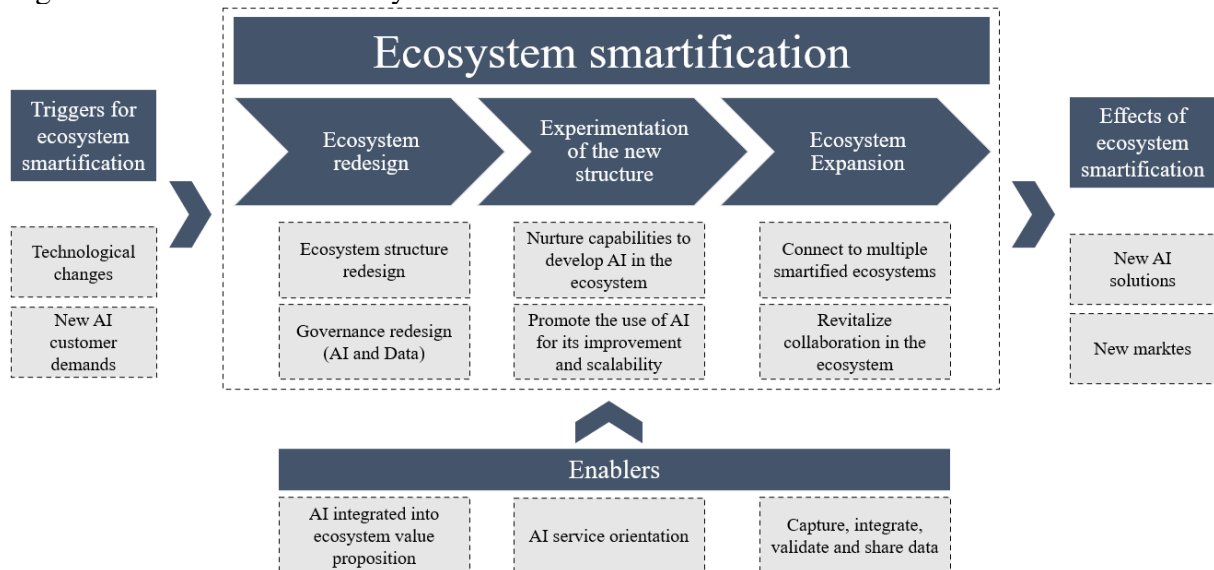 Ecosystem smartification
Triggers for
ecosystem
smartification
Technological
changes
New AI
customer
demands
Ecosystem
redesign
Ecosystem structure
redesign
Governance redesign
(AI and Data)
Experimentation
of the new
structure
Nurture capabilities to
develop AI in the
ecosystem
Promote the use of AI
for its improvement
and scalability
Ecosystem
Expansion
Connect to multiple
smartified ecosystems
Revitalize
collaboration in the
ecosystem
Effects of
ecosystem
smartification
New AI
solutions
New marktes
Enablers
AI integrated into
ecosystem value
proposition
AI service orientation
Capture, integrate,
validate and share data